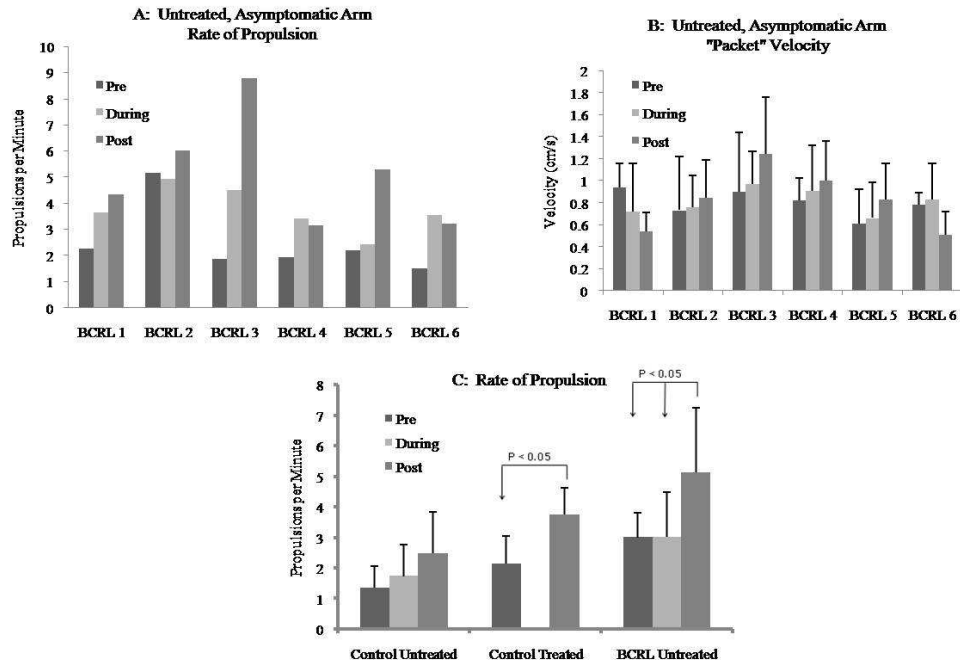 A: Untreated, Asymptomatic Arm
Rate of Propulsion
Propulsions per Minute
10
9
8
7
6
5
4
3
2
1
0
Pre
During
Post
BCRL 1 BCRL 2 BCRL 3 BCRL 4 BCRL 5 BCRL 6
B: Untreated, Asymptomatic Arm
"Packet" Velocity
Velocity (cm/s)
2
1.8
1.6
1.4
1.2
1
0.8
0.6
0.4
0.2
0
Pre
During
Post
BCRL 1 BCRL 2 BCRL 3 BCRL 4 BCRL 5 BCRL 6
C: Rate of Propulsion
Propulsions per Minute
8
7
6
5
4
3
2
1
0
Pre
During
Post
P < 0.05
P < 0.05
Control Untreated Control Treated BCRL Untreated